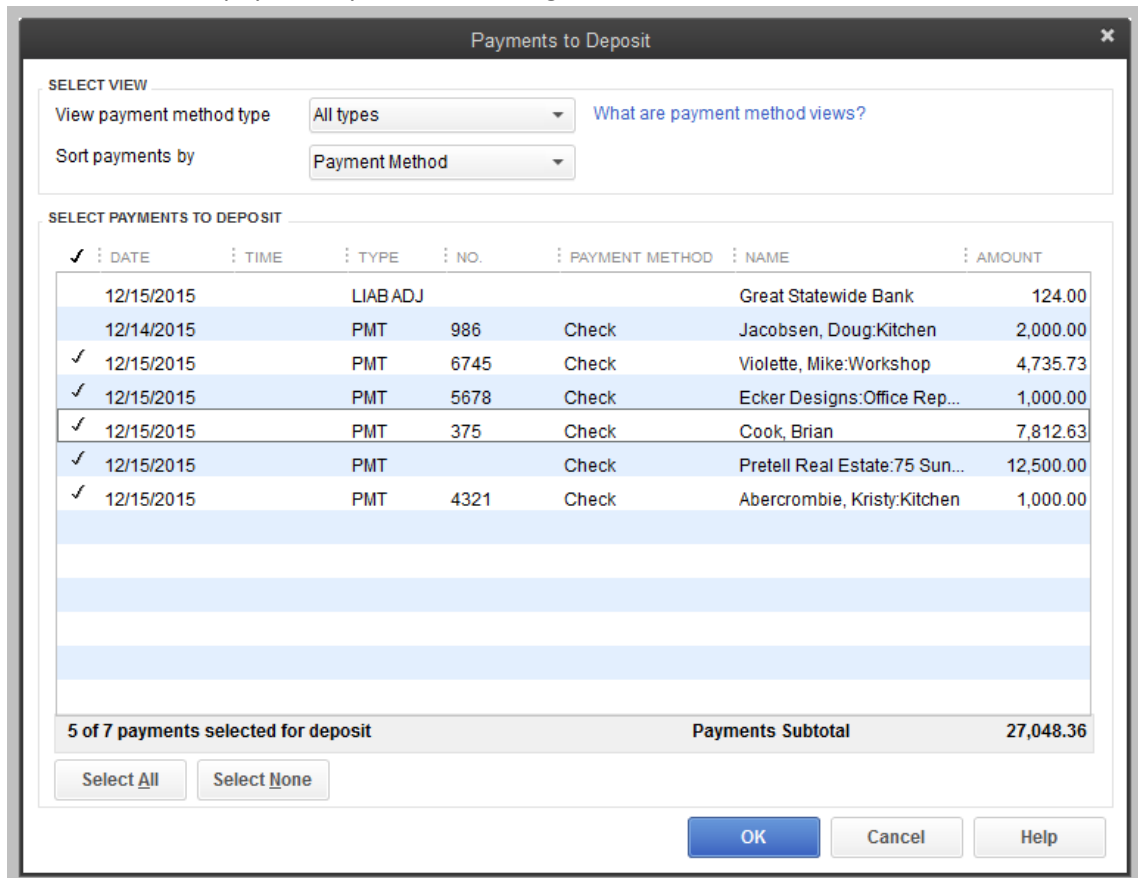 Payments to Deposit ×
SELECT VIEW
View payment method type All types What are payment method views?
Sort payments by Payment Method
SELECT PAYMENTS TO DEPOSIT
✓ DATE TIME TYPE NO. PAYMENT METHOD NAME AMOUNT
12/15/2015 LIAB ADJ Great Statewide Bank 124.00
12/14/2015 PMT 986 Check Jacobsen, Doug:Kitchen 2,000.00
✓ 12/15/2015 PMT 6745 Check Violette, Mike:Workshop 4,735.73
✓ 12/15/2015 PMT 5678 Check Ecker Designs:Office Rep... 1,000.00
✓ 12/15/2015 PMT 375 Check Cook, Brian 7,812.63
✓ 12/15/2015 PMT Check Pretell Real Estate:75 Sun... 12,500.00
✓ 12/15/2015 PMT 4321 Check Abercrombie, Kristy:Kitchen 1,000.00
5 of 7 payments selected for deposit Payments Subtotal 27,048.36
Select All Select None
OK Cancel Help